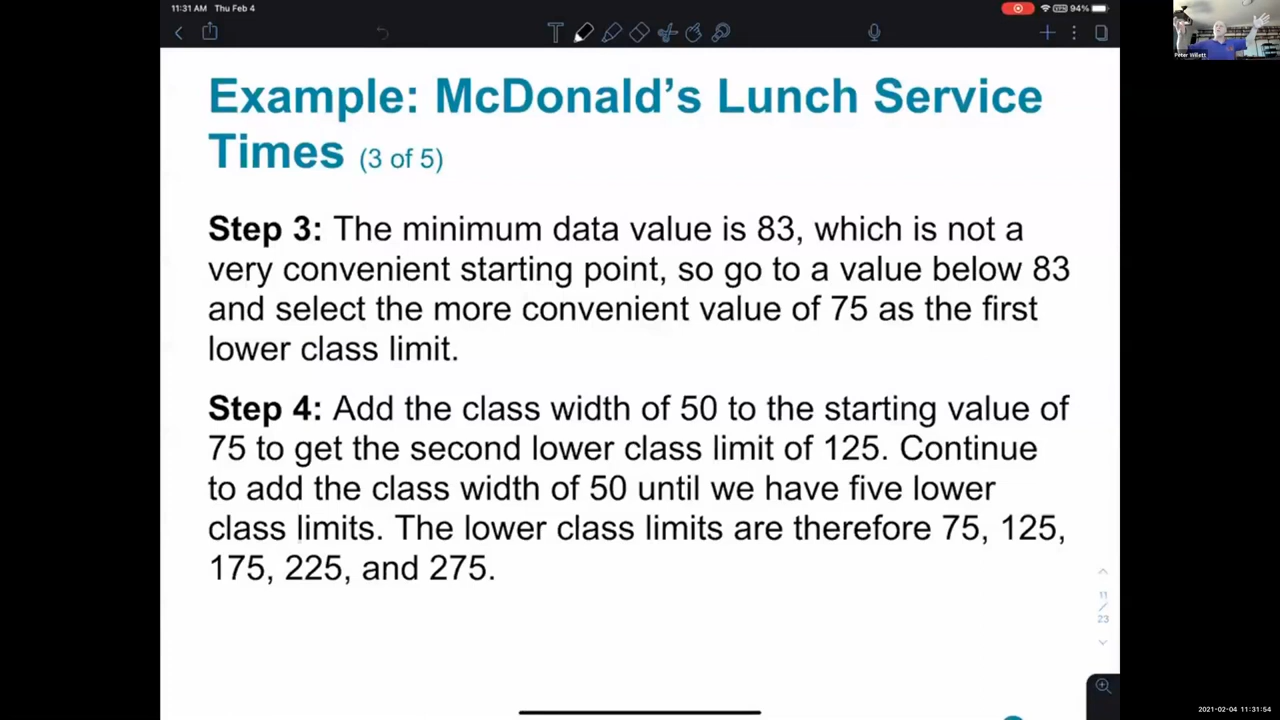 11:31 AM Thu Feb 4
94%
Peter Willett
Example: McDonald's Lunch Service
Times (3 of 5)
Step 3: The minimum data value is 83, which is not a
very convenient starting point, so go to a value below 83
and select the more convenient value of 75 as the first
lower class limit.
Step 4: Add the class width of 50 to the starting value of
75 to get the second lower class limit of 125. Continue
to add the class width of 50 until we have five lower
class limits. The lower class limits are therefore 75, 125,
175, 225, and 275.
11
/
23
2021-02-04 11:31:54